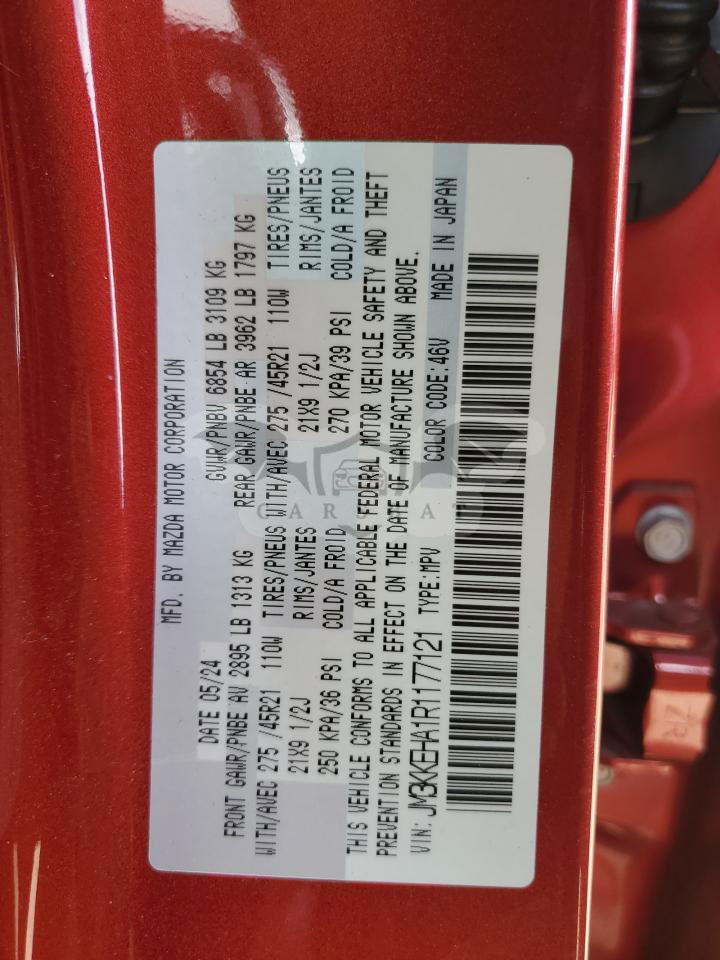 MFD. BY MAZDA MOTOR CORPORATION
DATE 05/24 GVWR/PNBV 6854 LB 3109 KG
FRONT GAWR/PNBE AV 2895 LB 1313 KG REAR GAWR/PNBE AR 3962 LB 1797 KG
WITH/AVEC 275 /45R21 110W TIRES/PNEUS WITH/AVEC 275 /45R21 110W TIRES/PNEUS
21X9 1/2J RIMS/JANTES 21X9 1/2J RIMS/JANTES
250 KPA/36 PSI COLD/A FROID 270 KPA/39 PSI COLD/A FROID
THIS VEHICLE CONFORMS TO ALL APPLICABLE FEDERAL MOTOR VEHICLE SAFETY AND THEFT
PREVENTION STANDARDS IN EFFECT ON THE DATE OF MANUFACTURE SHOWN ABOVE.
VIN: JM3KKEHA1R1177121 TYPE:MPV COLOR CODE:46V MADE IN JAPAN